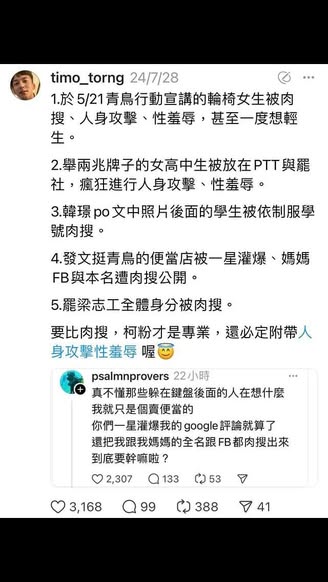 timo_torng 24/7/28
1.於5/21青鳥行動宣講的輪椅女生被肉
搜、人身攻擊、性羞辱，甚至一度想輕
生。
2.舉兩兆牌子的女高中生被放在PTT與罷
社，瘋狂進行人身攻擊、性羞辱。
3.韓璟po文中照片後面的學生被依制服學
號肉搜。
4.發文挺青鳥的便當店被一星灌爆、媽媽
FB與本名遭肉搜公開。
5.罷梁志工全體身分被肉搜。
要比肉搜，柯粉才是專業，還必定附帶人
身攻擊性羞辱 喔😇
psalmnprovers 22小時
真不懂那些躲在鍵盤後面的人在想什麼
我就只是個賣便當的
你們一星灌爆我的google評論就算了
還把我跟我媽媽的全名跟FB都肉搜出來
到底要幹嘛啦？
2,307 133 53
3,168 99 388 41